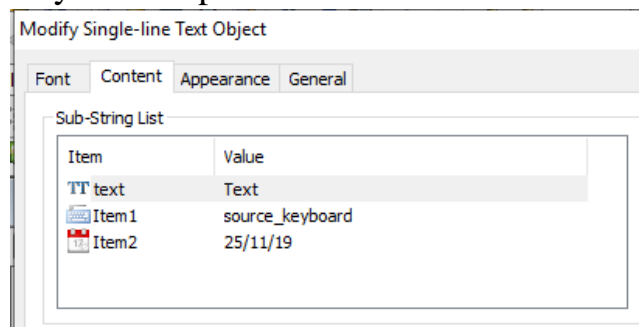 Modify Single-line Text Object
Font Content Appearance General
Sub-String List
Item Value
TT text Text
Item1 source_keyboard
Item2 25/11/19